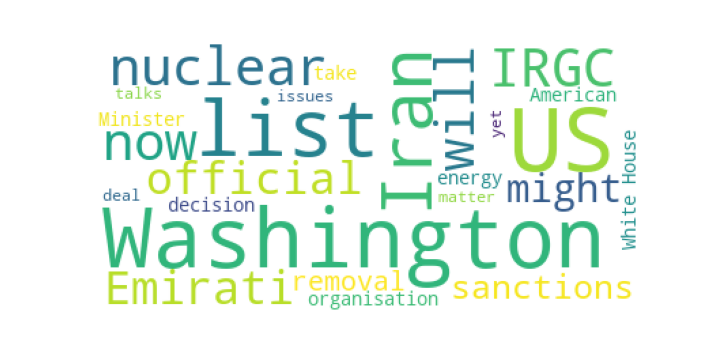 nuclear
take
Iran
will
IRGC
talks
issues
American
Minister
list
US
yet
now
White House
official
energy
might
deal
decision
matter
Washington
Emirati
removal
sanctions
organisation